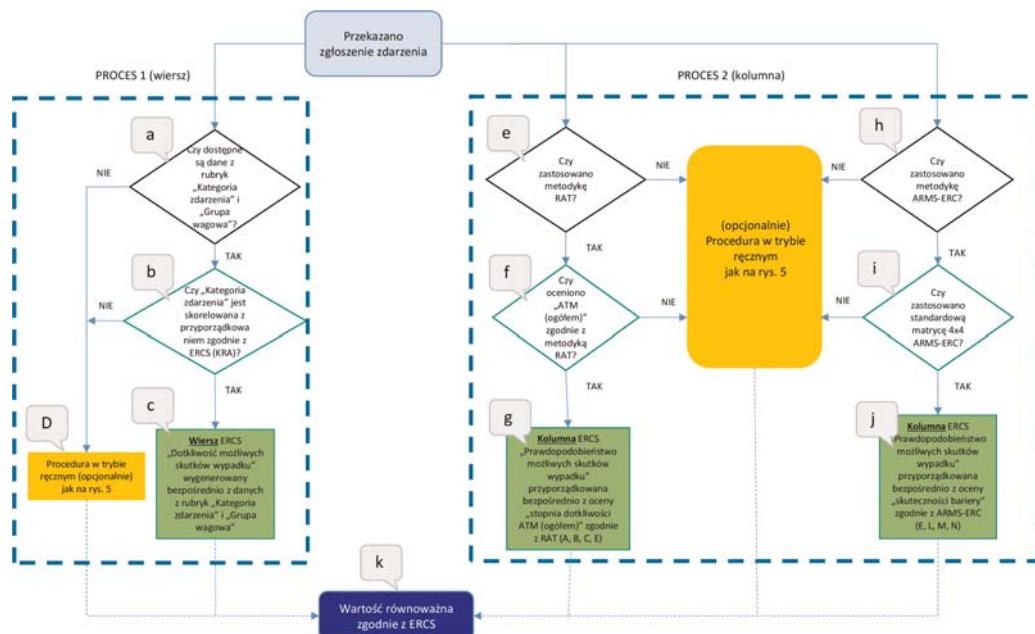 Przekazano
zgłoszenie zdarzenia
PROCES 1 (wiersz)
PROCES 2 (kolumna)
a
Czy dostępne
są dane z
rubryk
„Kategoria
zdarzenia” i
„Grupa
wagowa”?
NIE
TAK
b
Czy „Kategoria
zdarzenia” jest
skorelowana z
przyporządkowa
niem zgodnie z
ERCS (KRA)?
NIE
TAK
c
Wiersz ERCS
„Dotkliwość możliwych
skutków wypadku”
wygenerowany
bezpośrednio z danych
z rubryk „Kategoria
zdarzenia” i „Grupa
wagowa”
D
Procedura w trybie
ręcznym (opcjonalnie)
jak na rys. 5
e
Czy
zastosowano
metodykę
RAT?
NIE
TAK
f
Czy
oceniono
„ATM
(ogółem)”
zgodnie z
metodyką
RAT?
NIE
TAK
g
Kolumna ERCS
„Prawdopodobieństwo
możliwych skutków
wypadku”
przyporządkowana
bezpośrednio z oceny
„stopnia dotkliwości
ATM (ogółem)” zgodnie
z RAT (A, B, C, E)
(opcjonalnie)
Procedura w trybie
ręcznym
jak na rys. 5
h
Czy
zastosowano
metodykę
ARMS-ERC?
NIE
TAK
i
Czy
zastosowano
standardową
matrycę 4x4
ARMS-ERC?
NIE
TAK
j
Kolumna ERCS
„Prawdopodobieństwo
możliwych skutków
wypadku”
przyporządkowana
bezpośrednio z oceny
„skuteczności bariery”
zgodnie z ARMS-ERC
(E, L, M, N)
k
Wartość równoważna
zgodnie z ERCS